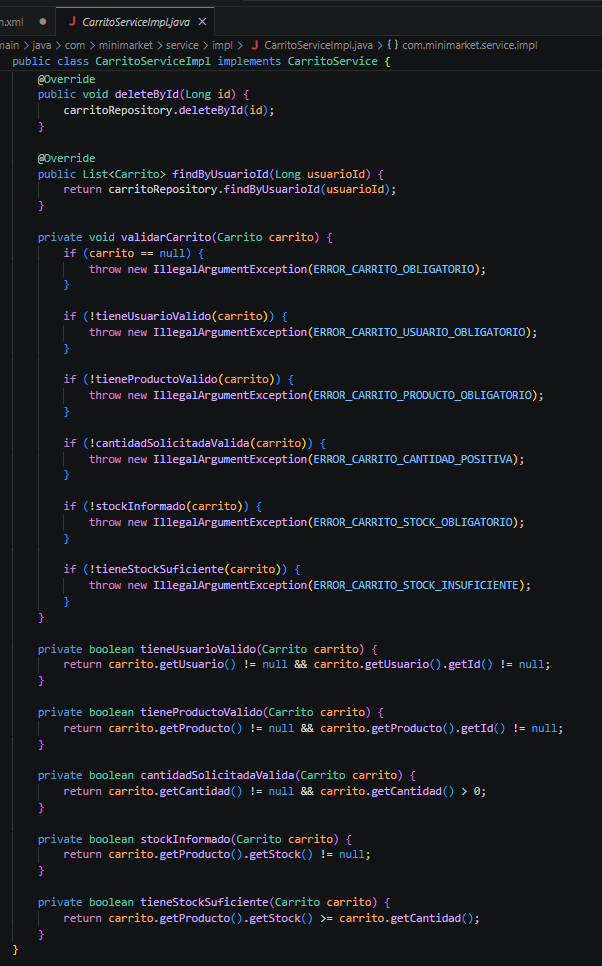 n.xml ● J CarritoServiceImpl.java ×
main > java > com > minimarket > service > impl > J CarritoServiceImpl.java > {} com.minimarket.service.impl
public class CarritoServiceImpl implements CarritoService {
    @Override
    public void deleteById(Long id) {
        carritoRepository.deleteById(id);
    }

    @Override
    public List<Carrito> findByUsuarioId(Long usuarioId) {
        return carritoRepository.findByUsuarioId(usuarioId);
    }

    private void validarCarrito(Carrito carrito) {
        if (carrito == null) {
            throw new IllegalArgumentException(ERROR_CARRITO_OBLIGATORIO);
        }

        if (!tieneUsuarioValido(carrito)) {
            throw new IllegalArgumentException(ERROR_CARRITO_USUARIO_OBLIGATORIO);
        }

        if (!tieneProductoValido(carrito)) {
            throw new IllegalArgumentException(ERROR_CARRITO_PRODUCTO_OBLIGATORIO);
        }

        if (!cantidadSolicitadaValida(carrito)) {
            throw new IllegalArgumentException(ERROR_CARRITO_CANTIDAD_POSITIVA);
        }

        if (!stockInformado(carrito)) {
            throw new IllegalArgumentException(ERROR_CARRITO_STOCK_OBLIGATORIO);
        }

        if (!tieneStockSuficiente(carrito)) {
            throw new IllegalArgumentException(ERROR_CARRITO_STOCK_INSUFICIENTE);
        }
    }

    private boolean tieneUsuarioValido(Carrito carrito) {
        return carrito.getUsuario() != null && carrito.getUsuario().getId() != null;
    }

    private boolean tieneProductoValido(Carrito carrito) {
        return carrito.getProducto() != null && carrito.getProducto().getId() != null;
    }

    private boolean cantidadSolicitadaValida(Carrito carrito) {
        return carrito.getCantidad() != null && carrito.getCantidad() > 0;
    }

    private boolean stockInformado(Carrito carrito) {
        return carrito.getProducto().getStock() != null;
    }

    private boolean tieneStockSuficiente(Carrito carrito) {
        return carrito.getProducto().getStock() >= carrito.getCantidad();
    }
}